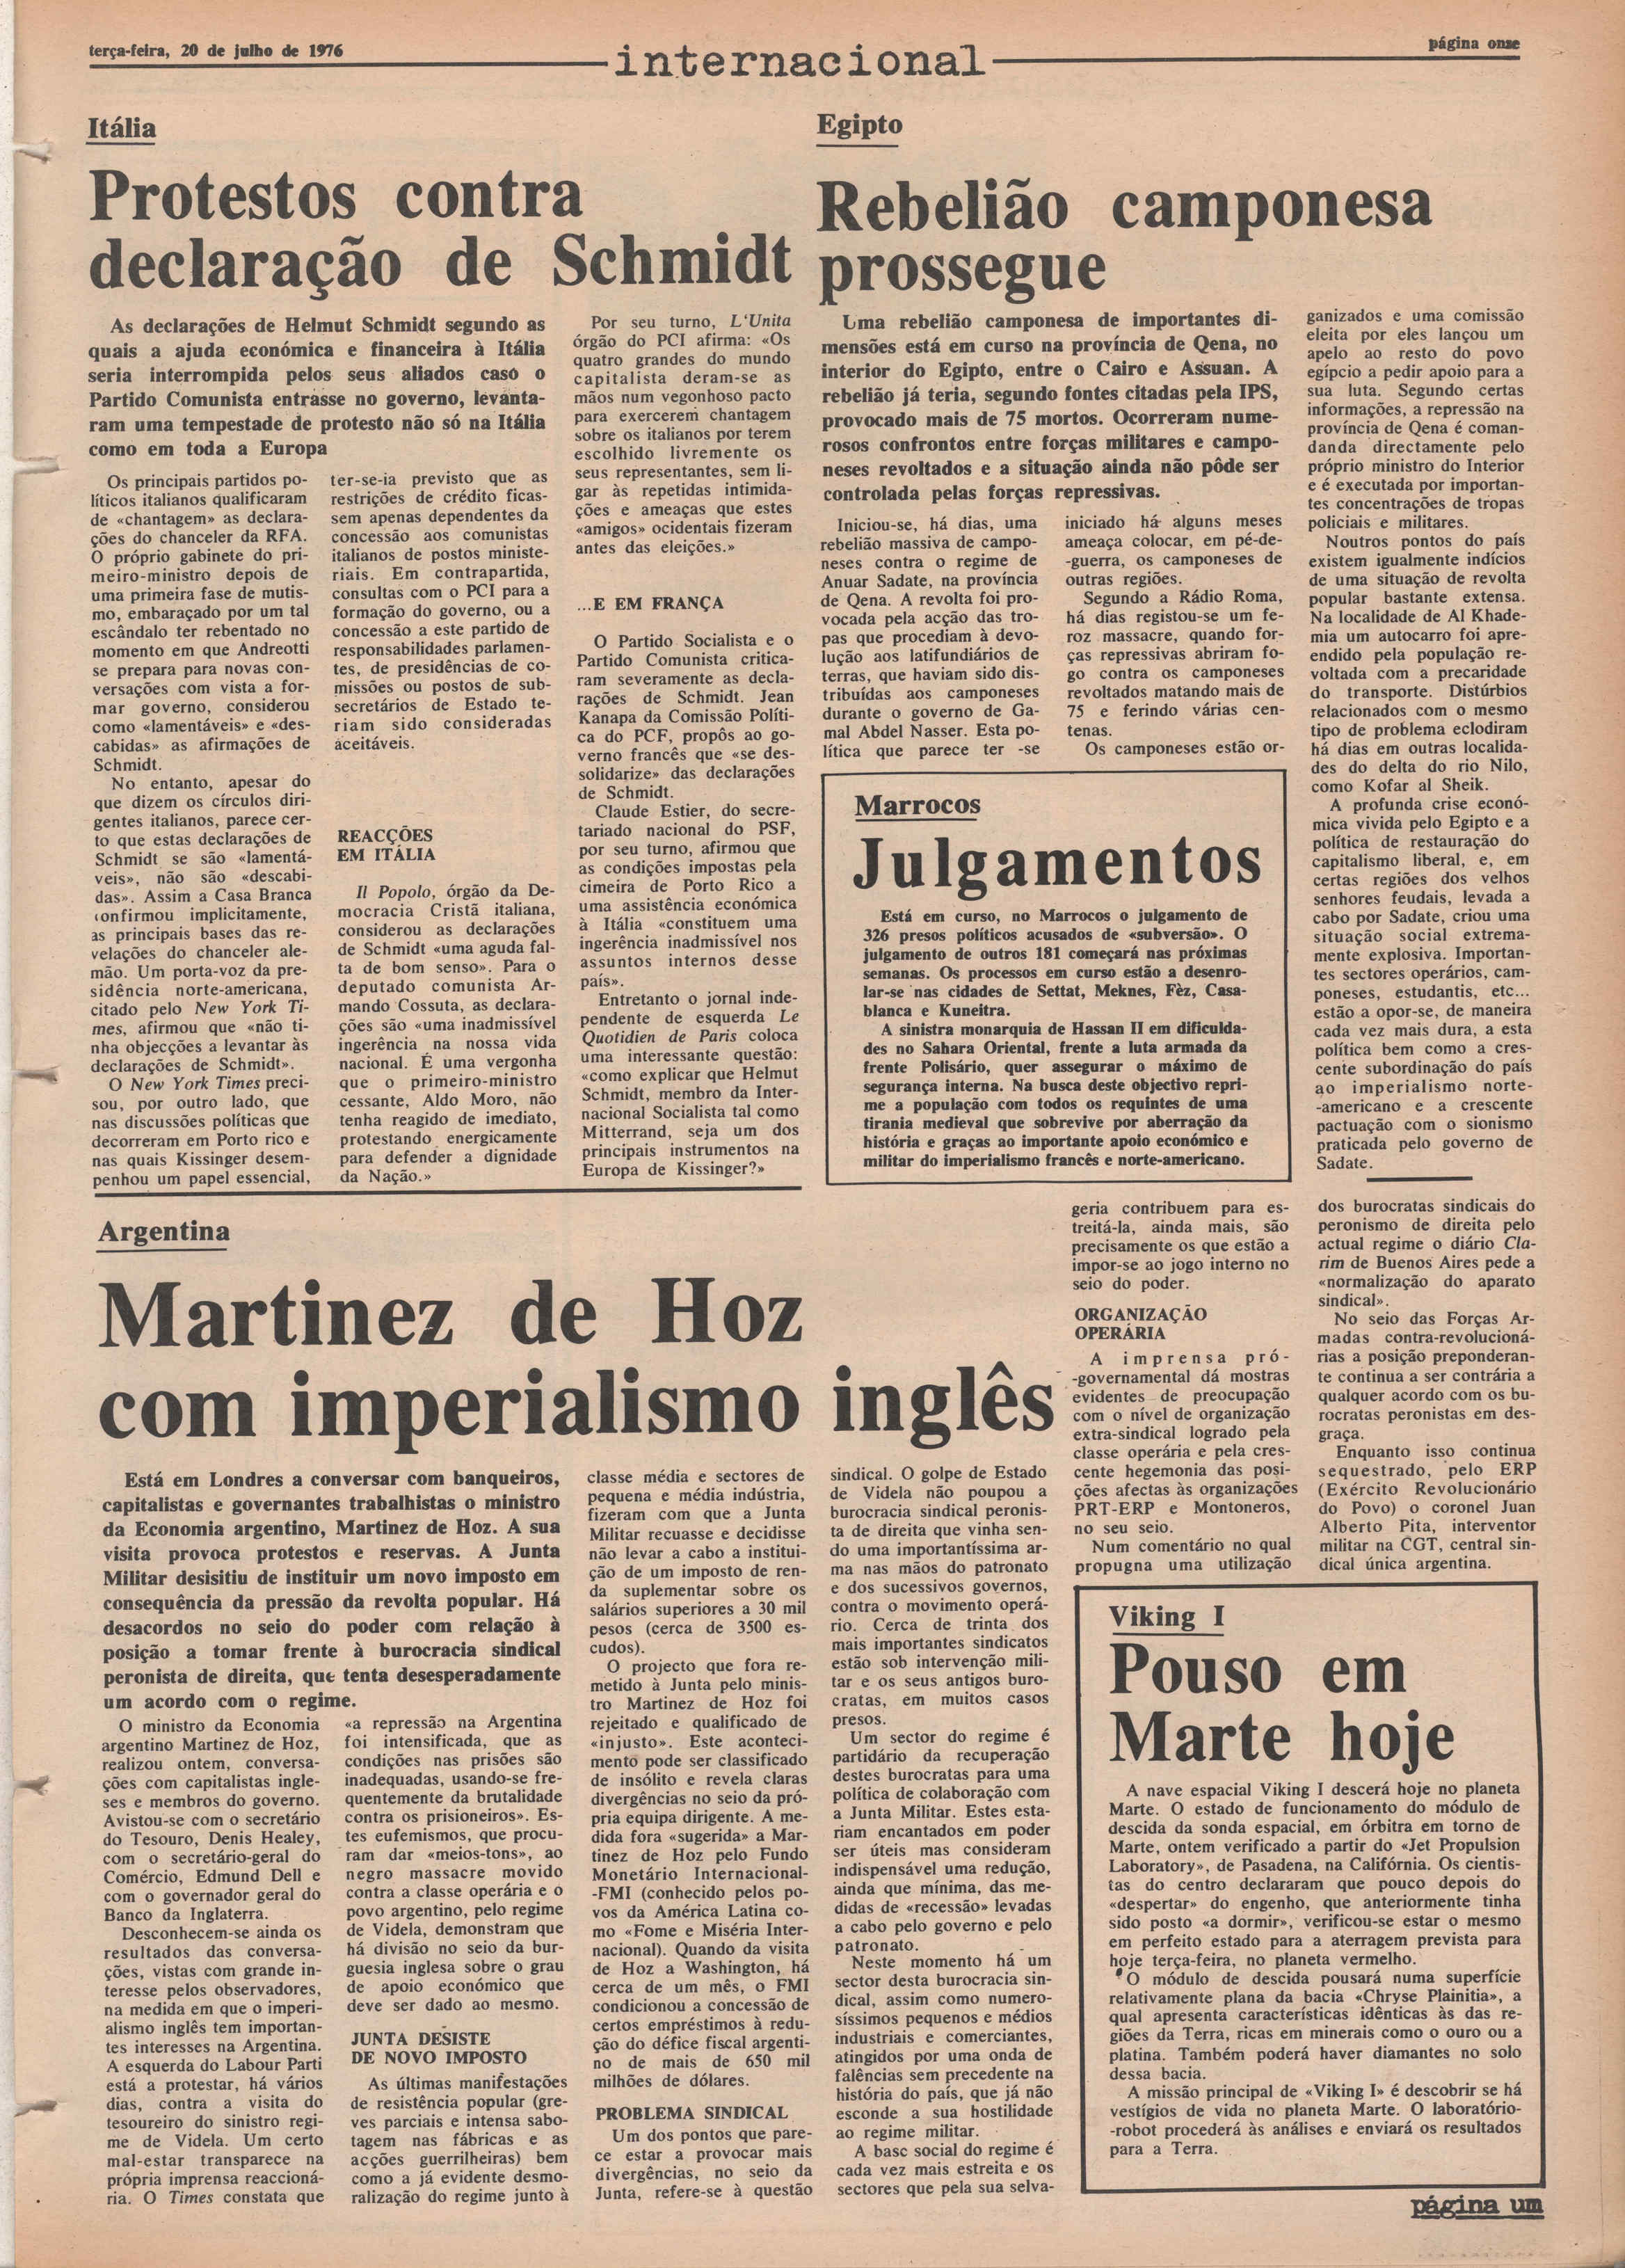 terça-feira, 20 de julho de 1976
internacional
página onze
Itália
Protestos contra
declaração de Schmidt
As declarações de Helmut Schmidt segundo as
quais a ajuda económica e financeira à Itália
seria interrompida pelos seus aliados caso o
Partido Comunista entrasse no governo, levanta-
ram uma tempestade de protesto não só na Itália
como em toda a Europa
Os principais partidos po-
líticos italianos qualificaram
de «chantagem» as declara-
ções do chanceler da RFA.
O próprio gabinete do pri-
meiro-ministro depois de
uma primeira fase de mutis-
mo, embaraçado por um tal
escândalo ter rebentado no
momento em que Andreotti
se prepara para novas con-
versações com vista a for-
mar governo, considerou
como «lamentáveis» e «des-
cabidas» as afirmações de
Schmidt.
No entanto, apesar do
que dizem os círculos diri-
gentes italianos, parece cer-
to que estas declarações de
Schmidt se são «lamentá-
veis», não são «descabi-
das». Assim a Casa Branca
confirmou implicitamente,
as principais bases das re-
velações do chanceler ale-
mão. Um porta-voz da pre-
sidência norte-americana,
citado pelo New York Ti-
mes, afirmou que «não ti-
nha objecções a levantar às
declarações de Schmidt».
O New York Times preci-
sou, por outro lado, que
nas discussões políticas que
decorreram em Porto rico e
nas quais Kissinger desem-
penhou um papel essencial,
ter-se-ia previsto que as
restrições de crédito ficas-
sem apenas dependentes da
concessão aos comunistas
italianos de postos ministe-
riais. Em contrapartida,
consultas com o PCI para a
formação do governo, ou a
concessão a este partido de
responsabilidades parlamen-
tes, de presidências de co-
missões ou postos de sub-
secretários de Estado te-
riam sido consideradas
aceitáveis.
REACÇÕES
EM ITÁLIA
Il Popolo, órgão da De-
mocracia Cristã italiana,
considerou as declarações
de Schmidt «uma aguda fal-
ta de bom senso». Para o
deputado comunista Ar-
mando Cossuta, as declara-
ções são «uma inadmissível
ingerência na nossa vida
nacional. É uma vergonha
que o primeiro-ministro
cessante, Aldo Moro, não
tenha reagido de imediato,
protestando energicamente
para defender a dignidade
da Nação.»
Por seu turno, L'Unita
órgão do PCI afirma: «Os
quatro grandes do mundo
capitalista deram-se as
mãos num vegonhoso pacto
para exercerem chantagem
sobre os italianos por terem
escolhido livremente os
seus representantes, sem li-
gar às repetidas intimida-
ções e ameaças que estes
«amigos» ocidentais fizeram
antes das eleições.»
...E EM FRANÇA
O Partido Socialista e o
Partido Comunista critica-
ram severamente as decla-
rações de Schmidt. Jean
Kanapa da Comissão Políti-
ca do PCF, propôs ao go-
verno francês que «se des-
solidarize» das declarações
de Schmidt.
Claude Estier, do secre-
tariado nacional do PSF,
por seu turno, afirmou que
as condições impostas pela
cimeira de Porto Rico a
uma assistência económica
à Itália «constituem uma
ingerência inadmissível nos
assuntos internos desse
país».
Entretanto o jornal inde-
pendente de esquerda Le
Quotidien de Paris coloca
uma interessante questão:
«como explicar que Helmut
Schmidt, membro da Inter-
nacional Socialista tal como
Mitterrand, seja um dos
principais instrumentos na
Europa de Kissinger?»
Egipto
Rebelião camponesa
prossegue
Uma rebelião camponesa de importantes di-
mensões está em curso na província de Qena, no
interior do Egipto, entre o Cairo e Assuan. A
rebelião já teria, segundo fontes citadas pela IPS,
provocado mais de 75 mortos. Ocorreram nume-
rosos confrontos entre forças militares e campo-
neses revoltados e a situação ainda não pôde ser
controlada pelas forças repressivas.
Iniciou-se, há dias, uma
rebelião massiva de campo-
neses contra o regime de
Anuar Sadate, na província
de Qena. A revolta foi pro-
vocada pela acção das tro-
pas que procediam à devo-
lução aos latifundiários de
terras, que haviam sido dis-
tribuídas aos camponeses
durante o governo de Ga-
mal Abdel Nasser. Esta po-
lítica que parece ter -se
iniciado há alguns meses
ameaça colocar, em pé-de-
-guerra, os camponeses de
outras regiões.
Segundo a Rádio Roma,
há dias registou-se um fe-
roz massacre, quando for-
ças repressivas abriram fo-
go contra os camponeses
revoltados matando mais de
75 e ferindo várias cen-
tenas.
Os camponeses estão or-
ganizados e uma comissão
eleita por eles lançou um
apelo ao resto do povo
egípcio a pedir apoio para a
sua luta. Segundo certas
informações, a repressão na
província de Qena é coman-
danda directamente pelo
próprio ministro do Interior
e é executada por importan-
tes concentrações de tropas
policiais e militares.
Noutros pontos do país
existem igualmente indícios
de uma situação de revolta
popular bastante extensa.
Na localidade de Al Khade-
mia um autocarro foi apre-
endido pela população re-
voltada com a precaridade
do transporte. Distúrbios
relacionados com o mesmo
tipo de problema eclodiram
há dias em outras localida-
des do delta do rio Nilo,
como Kofar al Sheik.
A profunda crise econó-
mica vivida pelo Egipto e a
política de restauração do
capitalismo liberal, e, em
certas regiões dos velhos
senhores feudais, levada a
cabo por Sadate, criou uma
situação social extrema-
mente explosiva. Importan-
tes sectores operários, cam-
poneses, estudantis, etc...
estão a opor-se, de maneira
cada vez mais dura, a esta
política bem como a cres-
cente subordinação do país
ao imperialismo norte-
-americano e a crescente
pactuação com o sionismo
praticada pelo governo de
Sadate.
Marrocos
Julgamentos
Está em curso, no Marrocos o julgamento de
326 presos políticos acusados de «subversão». O
julgamento de outros 181 começará nas próximas
semanas. Os processos em curso estão a desenro-
lar-se nas cidades de Settat, Meknes, Fèz, Casa-
blanca e Kuneitra.
A sinistra monarquia de Hassan II em dificulda-
des no Sahara Oriental, frente a luta armada da
frente Polisário, quer assegurar o máximo de
segurança interna. Na busca deste objectivo repri-
me a população com todos os requintes de uma
tirania medieval que sobrevive por aberração da
história e graças ao importante apoio económico e
militar do imperialismo francês e norte-americano.
Argentina
Martinez de Hoz
com imperialismo inglês
Está em Londres a conversar com banqueiros,
capitalistas e governantes trabalhistas o ministro
da Economia argentino, Martinez de Hoz. A sua
visita provoca protestos e reservas. A Junta
Militar desisitiu de instituir um novo imposto em
consequência da pressão da revolta popular. Há
desacordos no seio do poder com relação à
posição a tomar frente à burocracia sindical
peronista de direita, que tenta desesperadamente
um acordo com o regime.
O ministro da Economia
argentino Martinez de Hoz,
realizou ontem, conversa-
ções com capitalistas ingle-
ses e membros do governo.
Avistou-se com o secretário
do Tesouro, Denis Healey,
com o secretário-geral do
Comércio, Edmund Dell e
com o governador geral do
Banco da Inglaterra.
Desconhecem-se ainda os
resultados das conversa-
ções, vistas com grande in-
teresse pelos observadores,
na medida em que o imperi-
alismo inglês tem importan-
tes interesses na Argentina.
A esquerda do Labour Parti
está a protestar, há vários
dias, contra a visita do
tesoureiro do sinistro regi-
me de Videla. Um certo
mal-estar transparece na
própria imprensa reaccioná-
ria. O Times constata que
«a repressão na Argentina
foi intensificada, que as
condições nas prisões são
inadequadas, usando-se fre-
quentemente da brutalidade
contra os prisioneiros». Es-
tes eufemismos, que procu-
ram dar «meios-tons», ao
negro massacre movido
contra a classe operária e o
povo argentino, pelo regime
de Videla, demonstram que
há divisão no seio da bur-
guesia inglesa sobre o grau
de apoio económico que
deve ser dado ao mesmo.
JUNTA DESISTE
DE NOVO IMPOSTO
As últimas manifestações
de resistência popular (gre-
ves parciais e intensa sabo-
tagem nas fábricas e as
acções guerrilheiras) bem
como a já evidente desmo-
ralização do regime junto à
classe média e sectores de
pequena e média indústria,
fizeram com que a Junta
Militar recuasse e decidisse
não levar a cabo a institui-
ção de um imposto de ren-
da suplementar sobre os
salários superiores a 30 mil
pesos (cerca de 3500 es-
cudos).
O projecto que fora re-
metido à Junta pelo minis-
tro Martinez de Hoz foi
rejeitado e qualificado de
«injusto». Este aconteci-
mento pode ser classificado
de insólito e revela claras
divergências no seio da pró-
pria equipa dirigente. A me-
dida fora «sugerida» a Mar-
tinez de Hoz pelo Fundo
Monetário Internacional-
-FMI (conhecido pelos po-
vos da América Latina co-
mo «Fome e Miséria Inter-
nacional). Quando da visita
de Hoz a Washington, há
cerca de um mês, o FMI
condicionou a concessão de
certos empréstimos à redu-
ção do défice fiscal argenti-
no de mais de 650 mil
milhões de dólares.
PROBLEMA SINDICAL
Um dos pontos que pare-
ce estar a provocar mais
divergências, no seio da
Junta, refere-se à questão
sindical. O golpe de Estado
de Videla não poupou a
burocracia sindical peronis-
ta de direita que vinha sen-
do uma importantíssima ar-
ma nas mãos do patronato
e dos sucessivos governos,
contra o movimento operá-
rio. Cerca de trinta dos
mais importantes sindicatos
estão sob intervenção mili-
tar e os seus antigos buro-
cratas, em muitos casos
presos.
Um sector do regime é
partidário da recuperação
destes burocratas para uma
política de colaboração com
a Junta Militar. Estes esta-
riam encantados em poder
ser úteis mas consideram
indispensável uma redução,
ainda que mínima, das me-
didas de «recessão» levadas
a cabo pelo governo e pelo
patronato.
Neste momento há um
sector desta burocracia sin-
dical, assim como numero-
síssimos pequenos e médios
industriais e comerciantes,
atingidos por uma onda de
falências sem precedente na
história do país, que já não
esconde a sua hostilidade
ao regime militar.
A basc social do regime é
cada vez mais estreita e os
sectores que pela sua selva-
geria contribuem para es-
treitá-la, ainda mais, são
precisamente os que estão a
impor-se ao jogo interno no
seio do poder.
ORGANIZAÇÃO
OPERÁRIA
A imprensa pró-
-governamental dá mostras
evidentes de preocupação
com o nível de organização
extra-sindical logrado pela
classe operária e pela cres-
cente hegemonia das posi-
ções afectas às organizações
PRT-ERP e Montoneros,
no seu seio.
Num comentário no qual
propugna uma utilização
dos burocratas sindicais do
peronismo de direita pelo
actual regime o diário Cla-
rim de Buenos Aires pede a
«normalização do aparato
sindical».
No seio das Forças Ar-
madas contra-revolucioná-
rias a posição preponderan-
te continua a ser contrária a
qualquer acordo com os bu-
rocratas peronistas em des-
graça.
Enquanto isso continua
sequestrado, pelo ERP
(Exército Revolucionário
do Povo) o coronel Juan
Alberto Pita, interventor
militar na CGT, central sin-
dical única argentina.
Viking I
Pouso em
Marte hoje
A nave espacial Viking I descerá hoje no planeta
Marte. O estado de funcionamento do módulo de
descida da sonda espacial, em órbita em torno de
Marte, ontem verificado a partir do «Jet Propulsion
Laboratory», de Pasadena, na Califórnia. Os cientis-
tas do centro declararam que pouco depois do
«despertar» do engenho, que anteriormente tinha
sido posto «a dormir», verificou-se estar o mesmo
em perfeito estado para a aterragem prevista para
hoje terça-feira, no planeta vermelho.
O módulo de descida pousará numa superfície
relativamente plana da bacia «Chryse Plainitia», a
qual apresenta características idênticas às das re-
giões da Terra, ricas em minerais como o ouro ou a
platina. Também poderá haver diamantes no solo
dessa bacia.
A missão principal de «Viking I» é descobrir se há
vestígios de vida no planeta Marte. O laboratório-
-robot procederá às análises e enviará os resultados
para a Terra.
página um